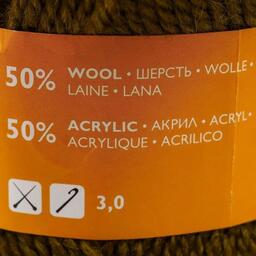 50% WOOL • ШЕРСТЬ • WOLLE •
LAINE • LANA
50% ACRYLIC • АКРИЛ • ACRYL •
ACRYLIQUE • ACRILICO
3,0